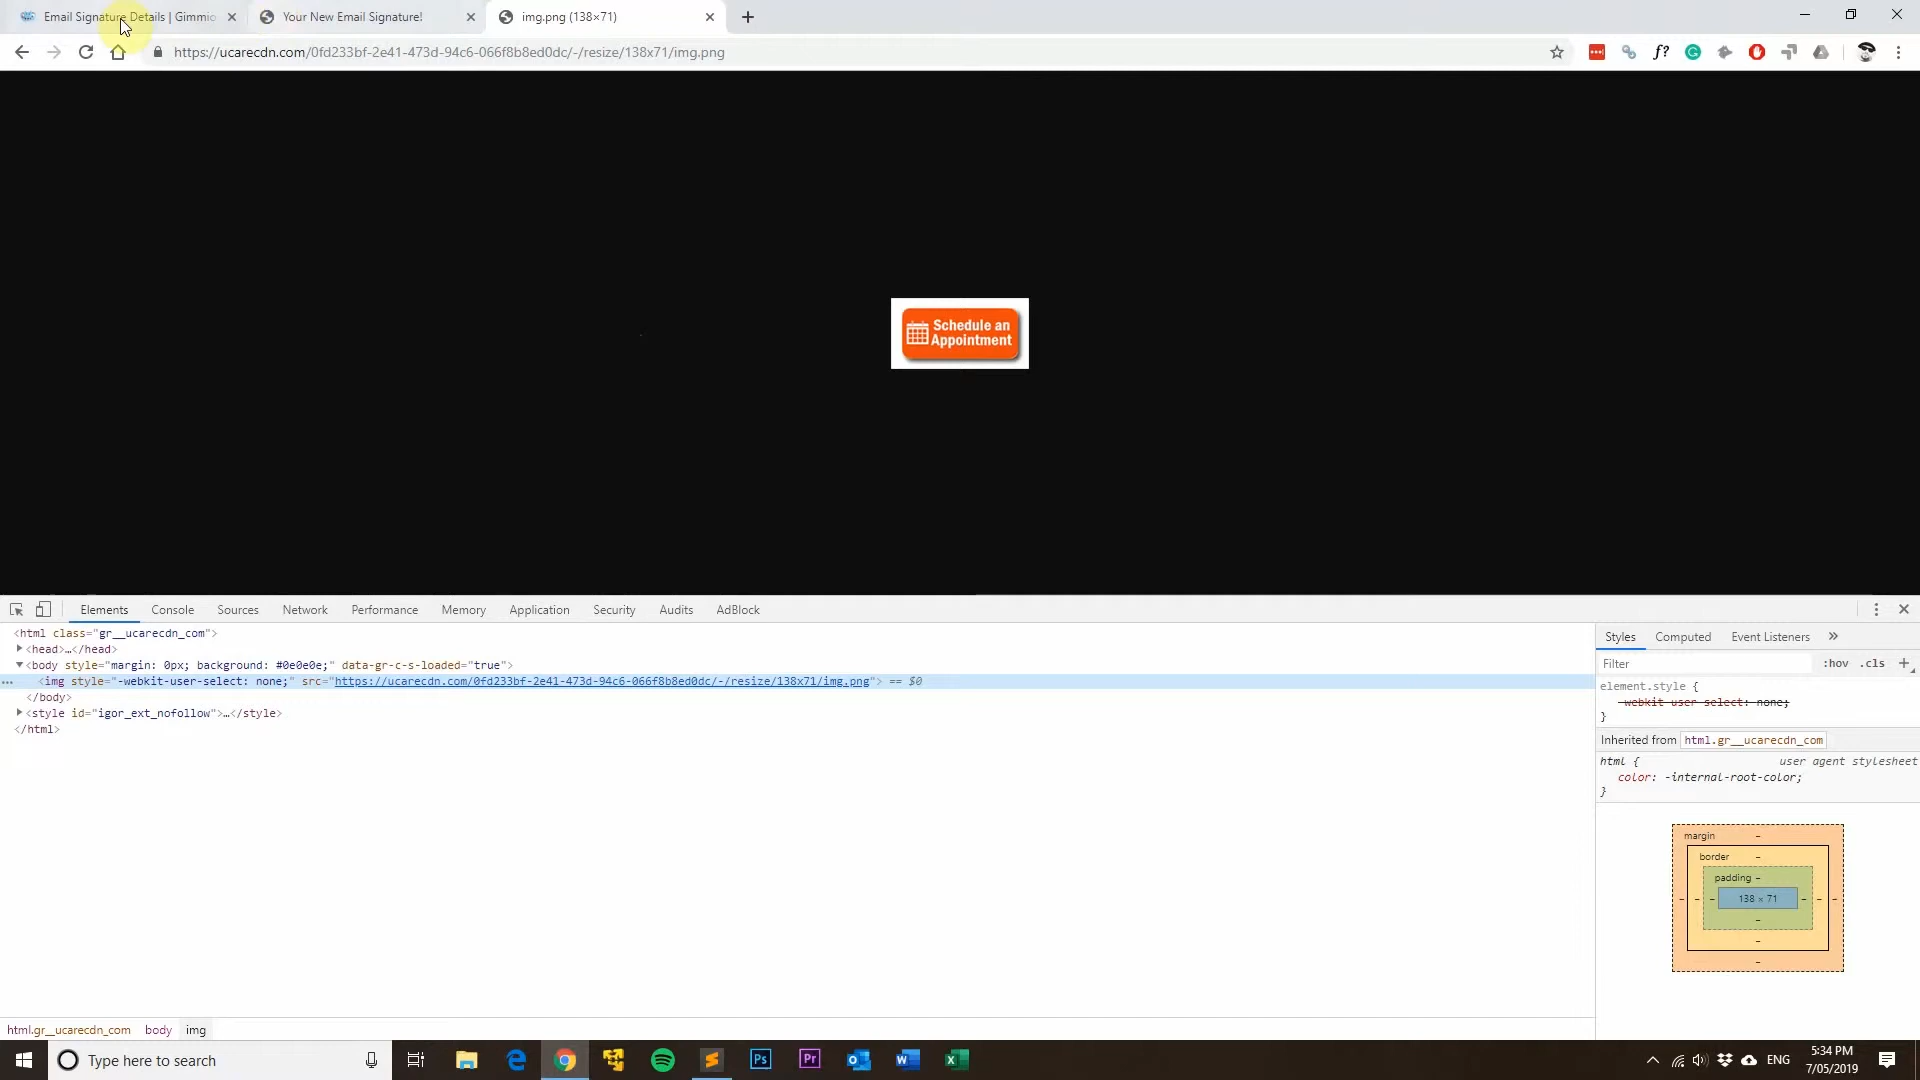 Email Signature Details | Gimmio
Your New Email Signature!
img.png (138×71)
https://ucarecdn.com/0fd233bf-2e41-473d-94c6-066f8b8ed0dc/-/resize/138x71/img.png
f?
Schedule an
Appointment
Elements Console Sources Network Performance Memory Application Security Audits AdBlock
<html class="gr__ucarecdn_com">
<head>…</head>
<body style="margin: 0px; background: #0e0e0e;" data-gr-c-s-loaded="true">
<img style="-webkit-user-select: none;" src="https://ucarecdn.com/0fd233bf-2e41-473d-94c6-066f8b8ed0dc/-/resize/138x71/img.png"> == $0
</body>
<style id="igor_ext_nofollow">…</style>
</html>
Styles Computed Event Listeners »
Filter :hov .cls +
element.style {
-webkit-user-select: none;
}
Inherited from html.gr__ucarecdn_com
html { user agent stylesheet
color: -internal-root-color;
}
margin –
border –
padding –
– – – 138 × 71 – – –
–
–
–
html.gr__ucarecdn_com body img
Type here to search
Ps
Pr
ENG
5:34 PM
7/05/2019